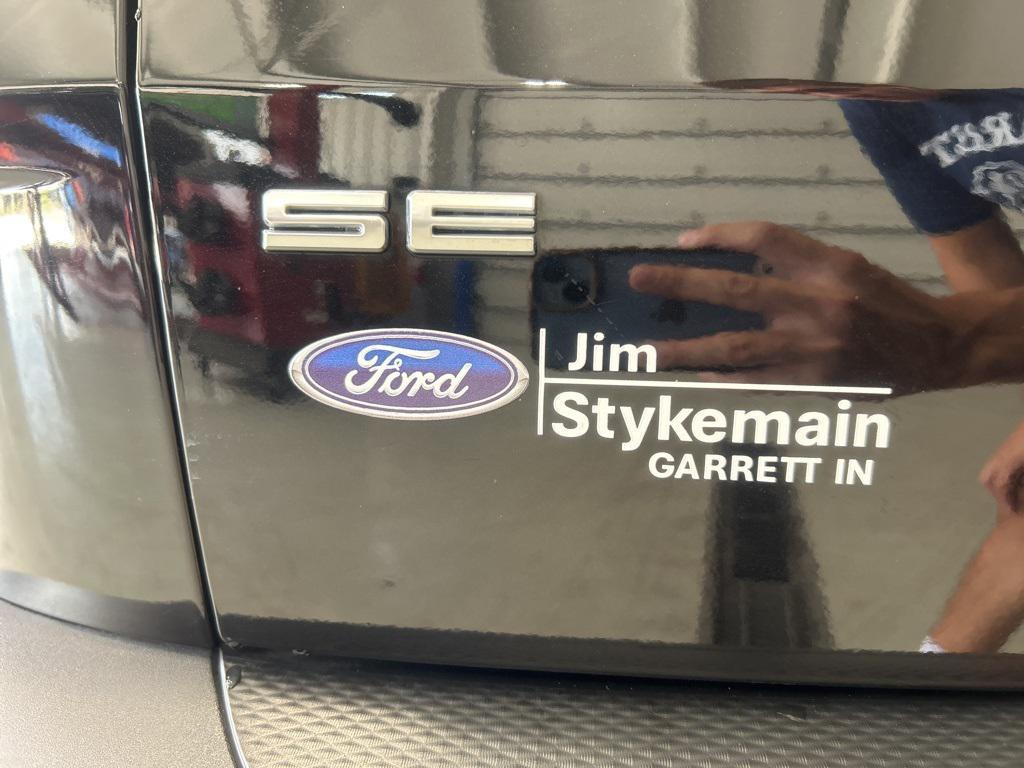 SE
Ford
Jim
Stykemain
GARRETT IN